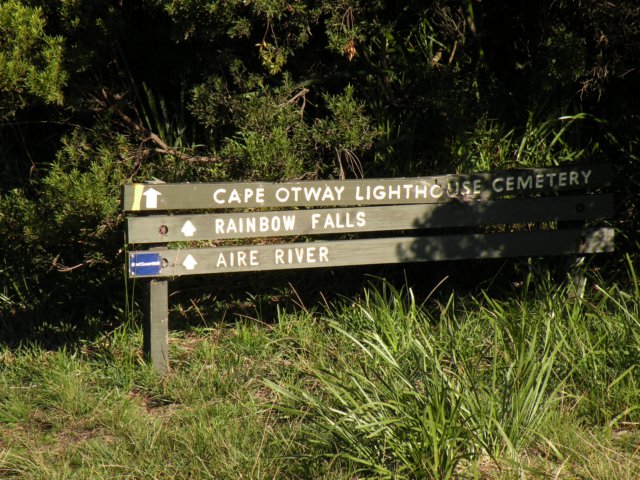 CAPE OTWAY LIGHTHOUSE CEMETERY
RAINBOW FALLS
AIRE RIVER